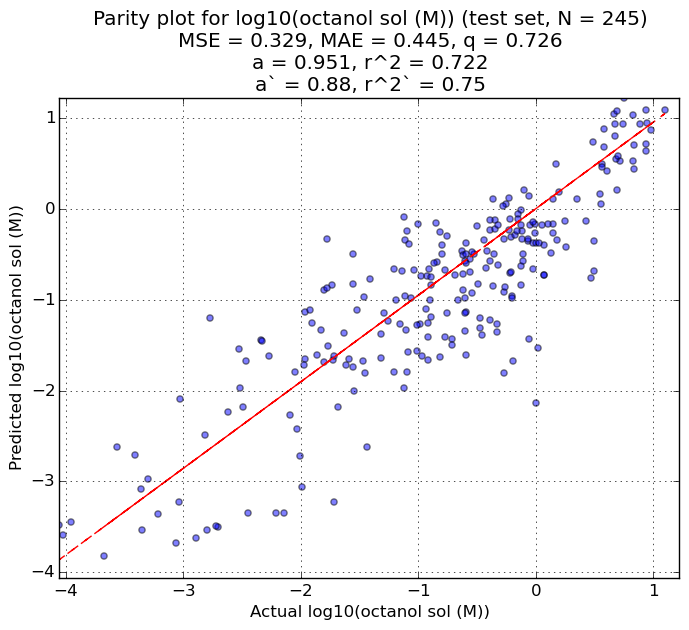 Parity plot for log10(octanol sol (M)) (test set, N = 245)
MSE = 0.329, MAE = 0.445, q = 0.726
a = 0.951, r^2 = 0.722
a` = 0.88, r^2` = 0.75
Predicted log10(octanol sol (M))
1
0
−1
−2
−3
−4
−4 −3 −2 −1 0 1
Actual log10(octanol sol (M))